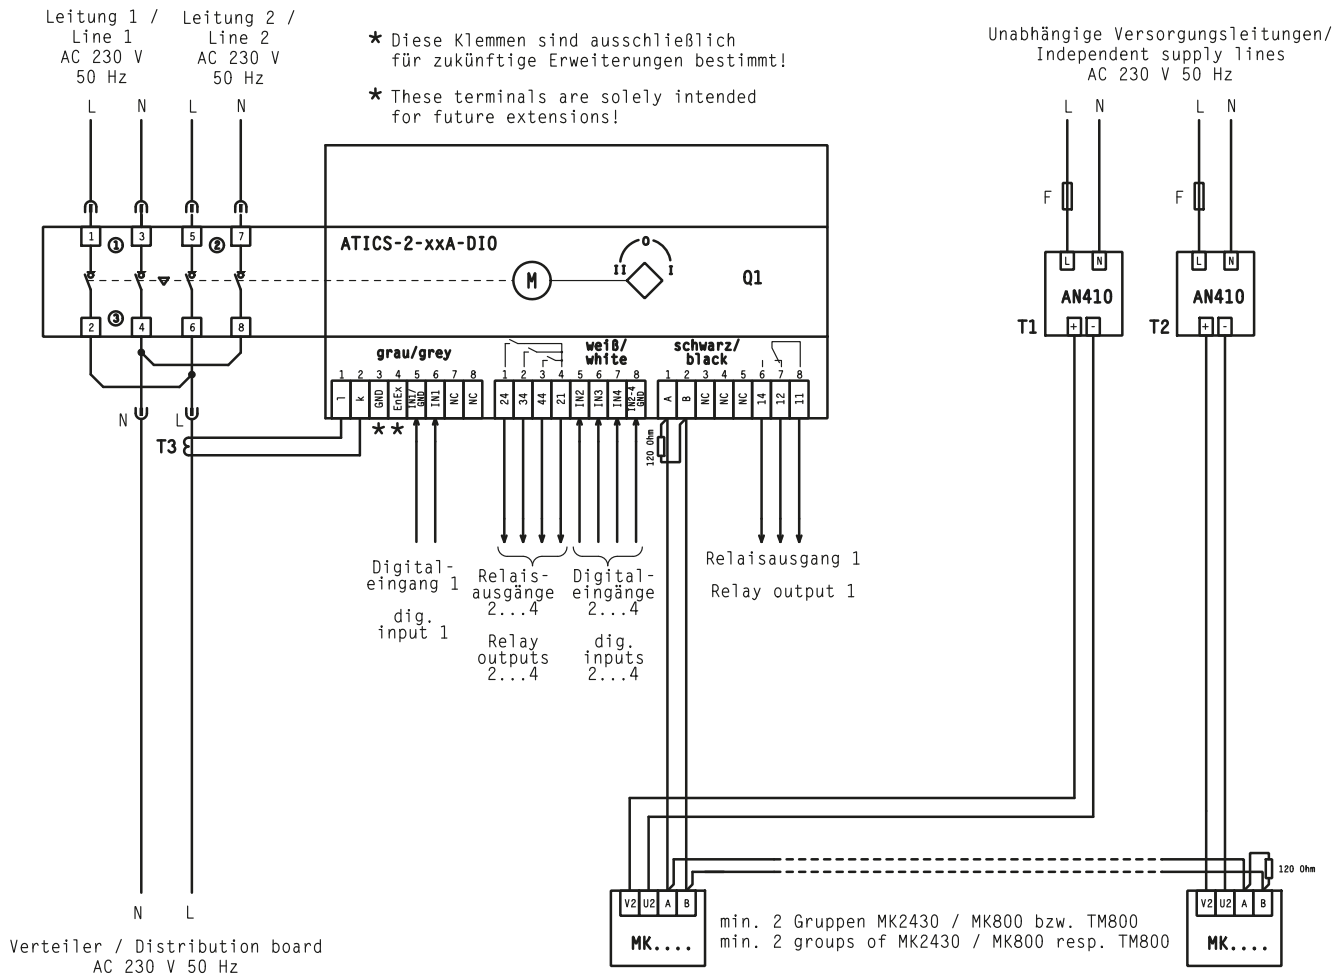 Leitung 1 /
Line 1
AC 230 V
50 Hz
Leitung 2 /
Line 2
AC 230 V
50 Hz
L N L N
* Diese Klemmen sind ausschließlich
für zukünftige Erweiterungen bestimmt!
* These terminals are solely intended
for future extensions!
Unabhängige Versorgungsleitungen/
Independent supply lines
AC 230 V 50 Hz
L N L N
F F
1 ① 3 5 ② 7
ATICS-2-xxA-DIO
M
II 0 I
Q1
2 ③ 4 6 8
L N L N
AN410 AN410
T1 + -
T2 + -
grau/grey
weiß/
white
schwarz/
black
1 2 3 4 5 6 7 8
1 2 3 4 5 6 7 8
1 2 3 4 5 6 7 8
l k GND EnEx IN1/GND IN1 NC NC
24 34 44 21 IN2 IN3 IN4 IN2-4 GND
A B NC NC NC 14 12 11
* *
N L
T3
120 Ohm
Digital-
eingang 1
dig.
input 1
Relais-
ausgänge
2...4
Relay
outputs
2...4
Digital-
eingänge
2...4
dig.
inputs
2...4
Relaisausgang 1
Relay output 1
120 Ohm
V2 U2 A B
MK....
min. 2 Gruppen MK2430 / MK800 bzw. TM800
min. 2 groups of MK2430 / MK800 resp. TM800
V2 U2 A B
MK....
N L
Verteiler / Distribution board
AC 230 V 50 Hz